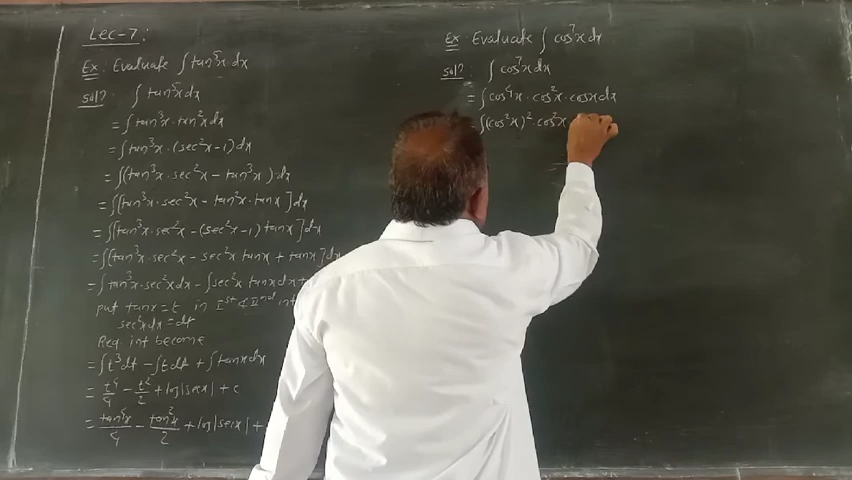 Lec-7:
Ex: Evaluate ∫tan⁵x dx
solⁿ: ∫tan⁵x dx
= ∫tan³x · tan²x dx
= ∫tan³x · (sec²x - 1) dx
= ∫(tan³x · sec²x - tan³x) dx
= ∫[tan³x · sec²x - tan²x · tanx] dx
= ∫[tan³x · sec²x - (sec²x - 1) tanx] dx
= ∫[tan³x · sec²x - sec²x tanx + tanx] dx
= ∫tan³x · sec²x dx - ∫sec²x tanx dx +
put tanx = t in Iˢᵗ & IIⁿᵈ int
sec²x dx = dt
Req. int become
= ∫t³dt - ∫t dt + ∫tanx dx
= t⁴/4 - t²/2 + log|secx| + c
= tan⁴x/4 - tan²x/2 + log|secx| +
Ex: Evaluate ∫cos⁷x dx
solⁿ: ∫cos⁷x dx
= ∫cos⁴x · cos²x · cosx dx
∫(cos²x)² · cos²x